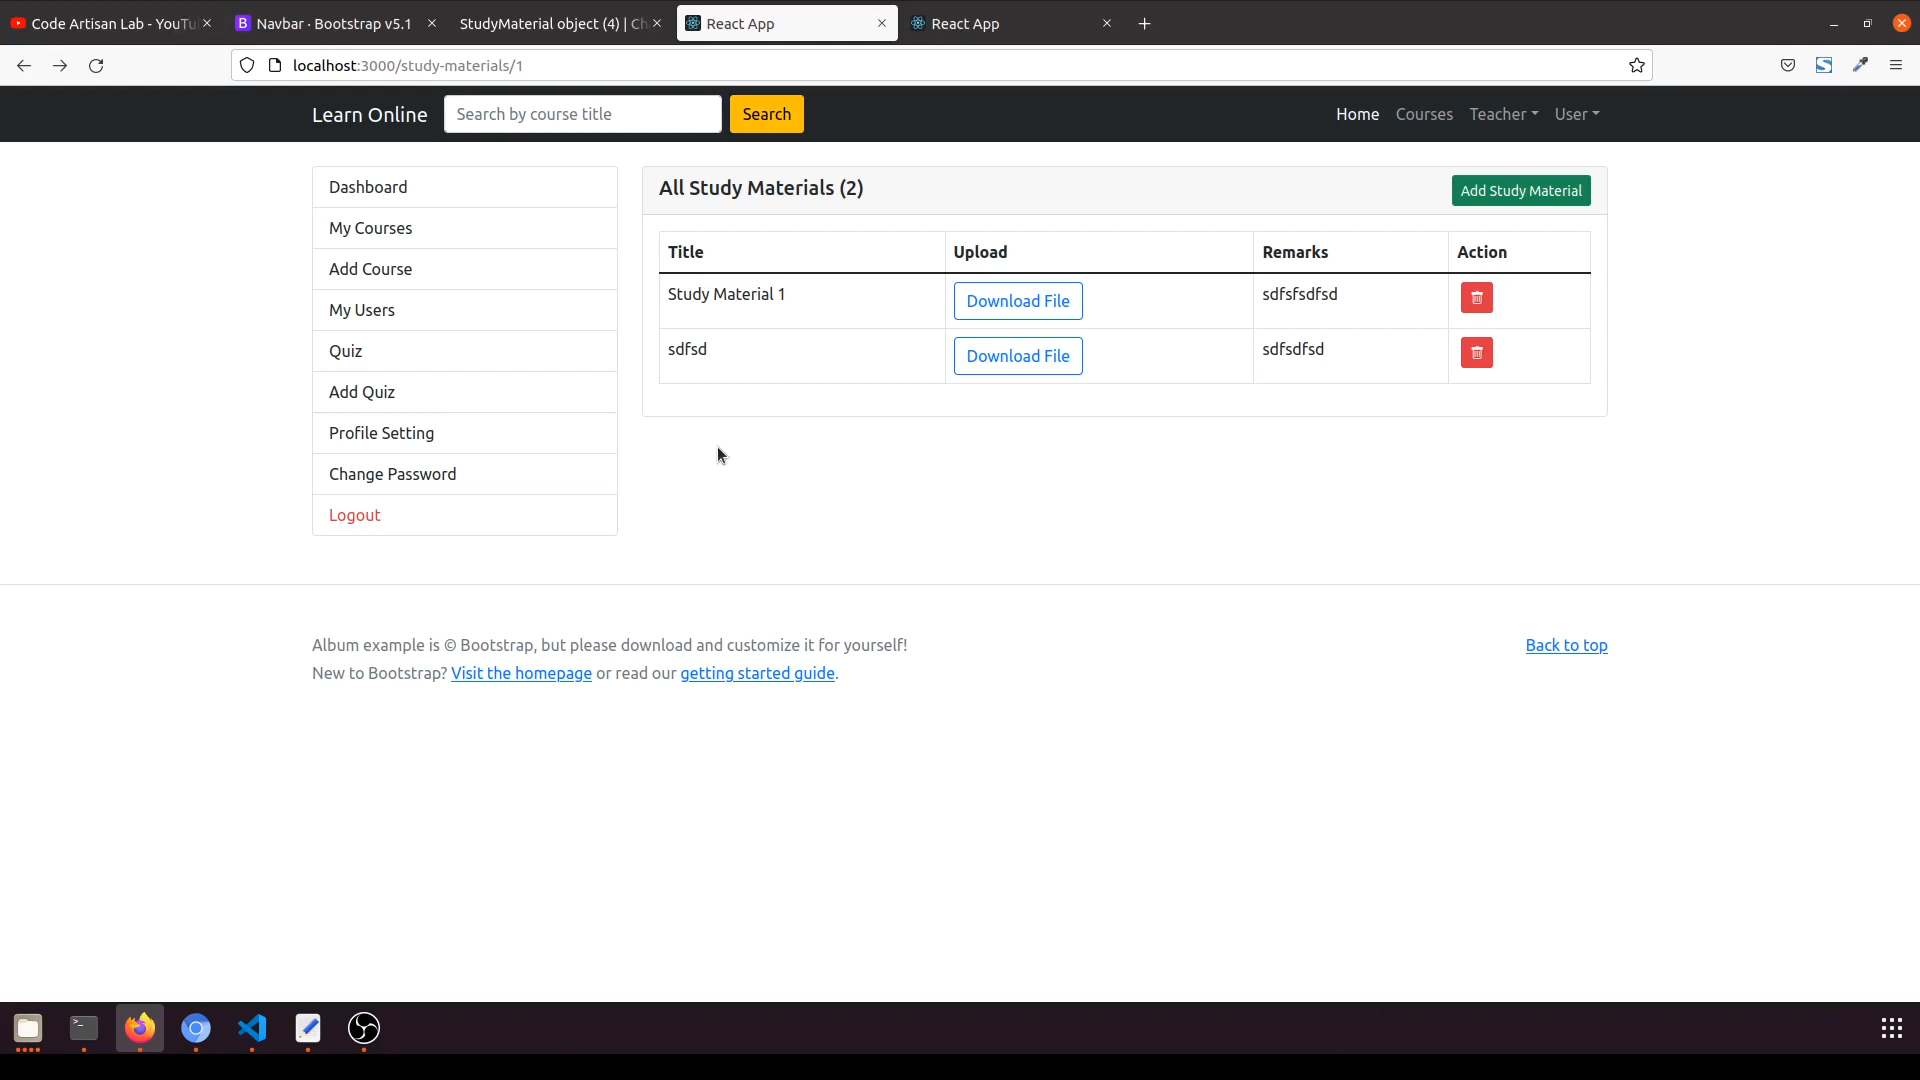 Code Artisan Lab - YouTu
Navbar · Bootstrap v5.1
StudyMaterial object (4) | Ch
React App
React App
localhost:3000/study-materials/1
Learn Online
Search by course title
Search
Home
Courses
Teacher
User
Dashboard
My Courses
Add Course
My Users
Quiz
Add Quiz
Profile Setting
Change Password
Logout
All Study Materials (2)
Add Study Material
Title Upload Remarks Action
Study Material 1 Download File sdfsfsdfsd
sdfsd Download File sdfsdfsd
Album example is © Bootstrap, but please download and customize it for yourself!
Back to top
New to Bootstrap? Visit the homepage or read our getting started guide.